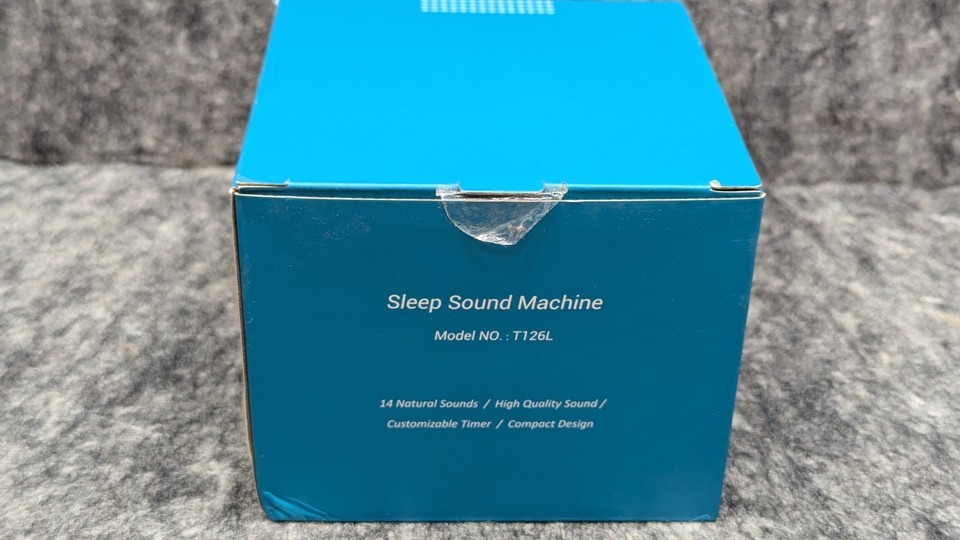 Sleep Sound Machine
Model NO. : T126L
14 Natural Sounds / High Quality Sound /
Customizable Timer / Compact Design